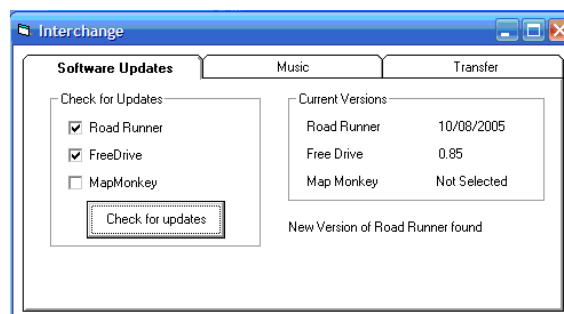 Interchange
Software Updates Music Transfer
Check for Updates
Road Runner
FreeDrive
MapMonkey
Check for updates
Current Versions
Road Runner 10/08/2005
Free Drive 0.85
Map Monkey Not Selected
New Version of Road Runner found